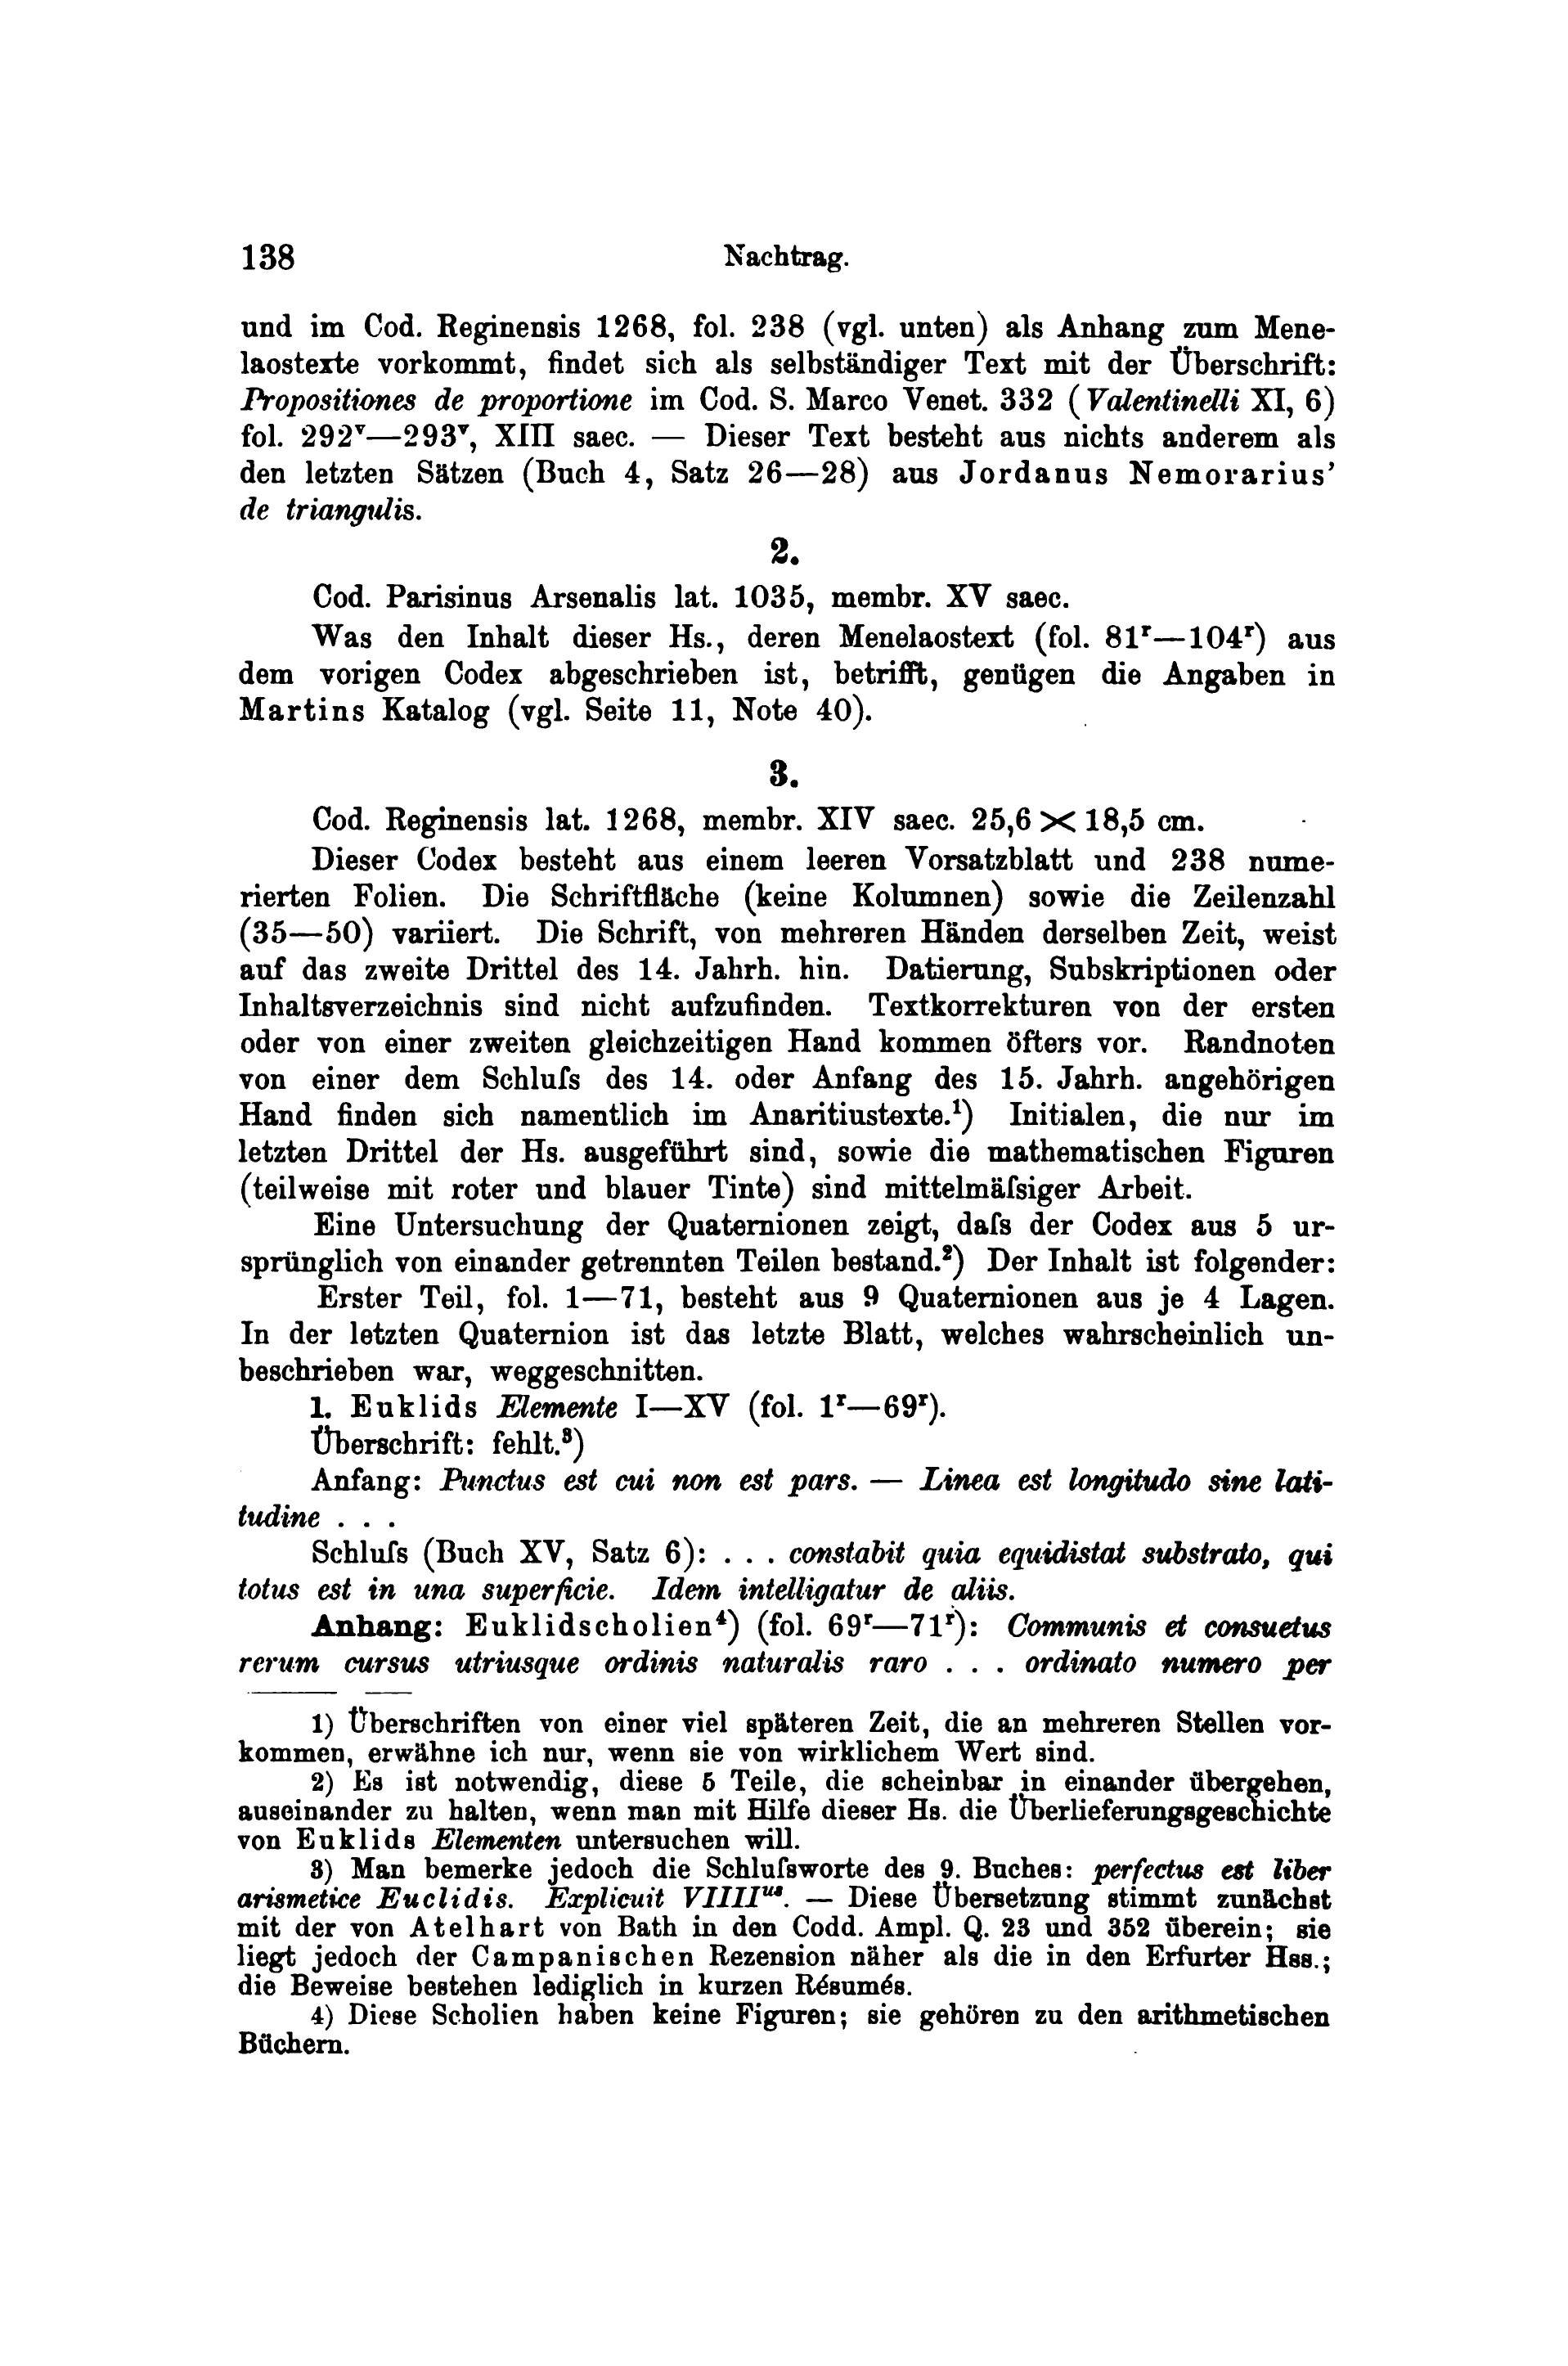 138 Nachtrag.
und im Cod. Reginensis 1268, fol. 238 (vgl. unten) als Anhang zum Mene-
laostexte vorkommt, findet sich als selbständiger Text mit der Überschrift:
Propositiones de proportione im Cod. S. Marco Venet. 332 (Valentinelli XI, 6)
fol. 292ᵛ—293ᵛ, XIII saec. — Dieser Text besteht aus nichts anderem als
den letzten Sätzen (Buch 4, Satz 26—28) aus Jordanus Nemorarius'
de triangulis.
2.
Cod. Parisinus Arsenalis lat. 1035, membr. XV saec.
Was den Inhalt dieser Hs., deren Menelaostext (fol. 81ʳ—104ʳ) aus
dem vorigen Codex abgeschrieben ist, betrifft, genügen die Angaben in
Martins Katalog (vgl. Seite 11, Note 40).
3.
Cod. Reginensis lat. 1268, membr. XIV saec. 25,6 × 18,5 cm.
Dieser Codex besteht aus einem leeren Vorsatzblatt und 238 nume-
rierten Folien. Die Schriftfläche (keine Kolumnen) sowie die Zeilenzahl
(35—50) variiert. Die Schrift, von mehreren Händen derselben Zeit, weist
auf das zweite Drittel des 14. Jahrh. hin. Datierung, Subskriptionen oder
Inhaltsverzeichnis sind nicht aufzufinden. Textkorrekturen von der ersten
oder von einer zweiten gleichzeitigen Hand kommen öfters vor. Randnoten
von einer dem Schluſs des 14. oder Anfang des 15. Jahrh. angehörigen
Hand finden sich namentlich im Anaritiustexte.¹) Initialen, die nur im
letzten Drittel der Hs. ausgeführt sind, sowie die mathematischen Figuren
(teilweise mit roter und blauer Tinte) sind mittelmäſsiger Arbeit.
Eine Untersuchung der Quaternionen zeigt, daſs der Codex aus 5 ur-
sprünglich von einander getrennten Teilen bestand.²) Der Inhalt ist folgender:
Erster Teil, fol. 1—71, besteht aus 9 Quaternionen aus je 4 Lagen.
In der letzten Quaternion ist das letzte Blatt, welches wahrscheinlich un-
beschrieben war, weggeschnitten.
1. Euklids Elemente I—XV (fol. 1ʳ—69ʳ).
Überschrift: fehlt.³)
Anfang: Punctus est cui non est pars. — Linea est longitudo sine lati-
tudine . . .
Schluſs (Buch XV, Satz 6): . . . constabit quia equidistat substrato, qui
totus est in una superficie. Idem intelligatur de aliis.
Anhang: Euklidscholien⁴) (fol. 69ʳ—71ʳ): Communis et consuetus
rerum cursus utriusque ordinis naturalis raro . . . ordinato numero per
1) Überschriften von einer viel späteren Zeit, die an mehreren Stellen vor-
kommen, erwähne ich nur, wenn sie von wirklichem Wert sind.
2) Es ist notwendig, diese 5 Teile, die scheinbar in einander übergehen,
auseinander zu halten, wenn man mit Hilfe dieser Hs. die Überlieferungsgeschichte
von Euklids Elementen untersuchen will.
3) Man bemerke jedoch die Schluſsworte des 9. Buches: perfectus est liber
arismetice Euclidis. Explicuit VIIIIᵘˢ. — Diese Übersetzung stimmt zunächst
mit der von Atelhart von Bath in den Codd. Ampl. Q. 23 und 352 überein; sie
liegt jedoch der Campanischen Rezension näher als die in den Erfurter Hss.;
die Beweise bestehen lediglich in kurzen Résumés.
4) Diese Scholien haben keine Figuren; sie gehören zu den arithmetischen
Büchern.